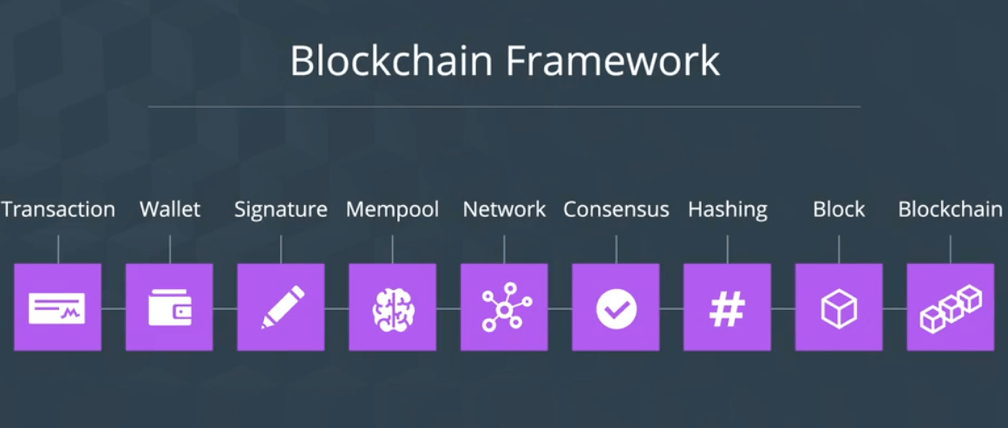 Blockchain Framework
Transaction Wallet Signature Mempool Network Consensus Hashing Block Blockchain
#